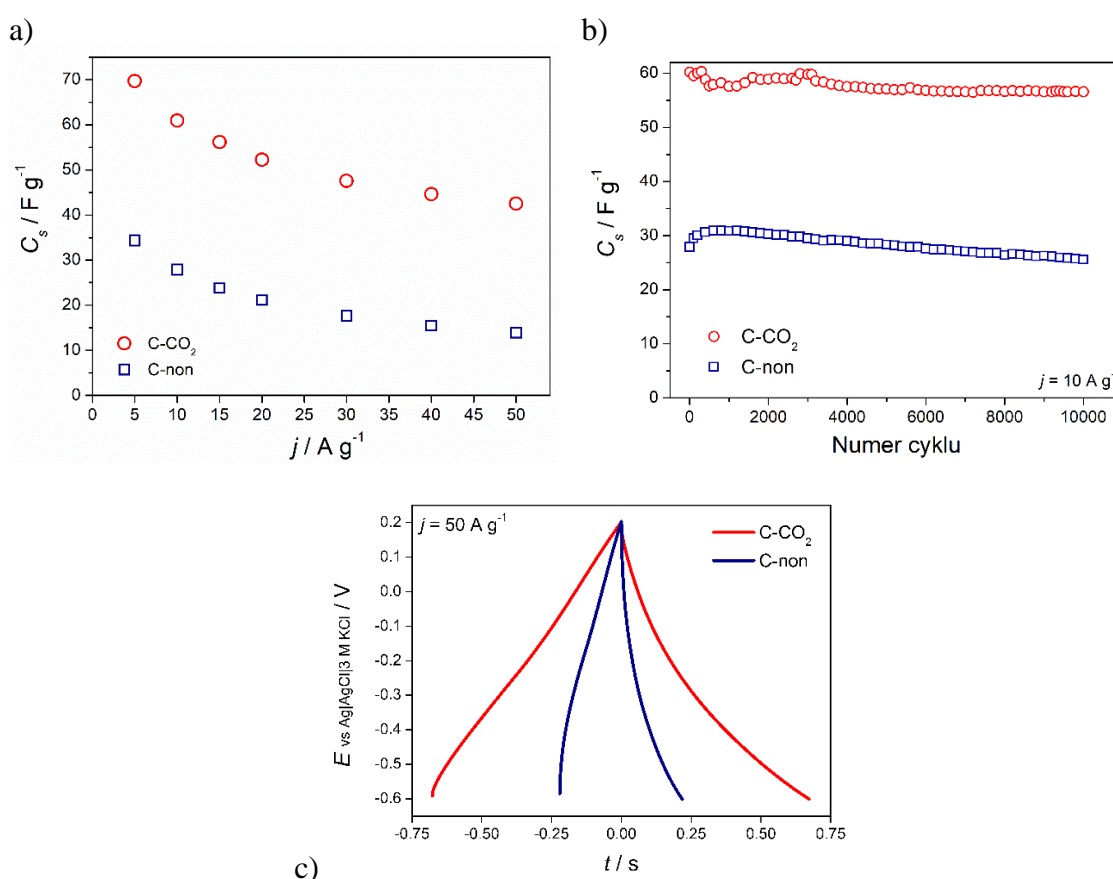 a)
70
60
50
40
30
20
10
0
C_s / F g⁻¹
C-CO₂
C-non
0 5 10 15 20 25 30 35 40 45 50
j / A g⁻¹
b)
60
50
40
30
20
10
0
C_s / F g⁻¹
C-CO₂
C-non
j = 10 A g⁻
0 2000 4000 6000 8000 10000
Numer cyklu
j = 50 A g⁻¹
C-CO₂
C-non
0.2
0.1
0.0
-0.1
-0.2
-0.3
-0.4
-0.5
-0.6
E vs Ag|AgCl|3 M KCl / V
-0.75 -0.50 -0.25 0.00 0.25 0.50 0.75
t / s
c)